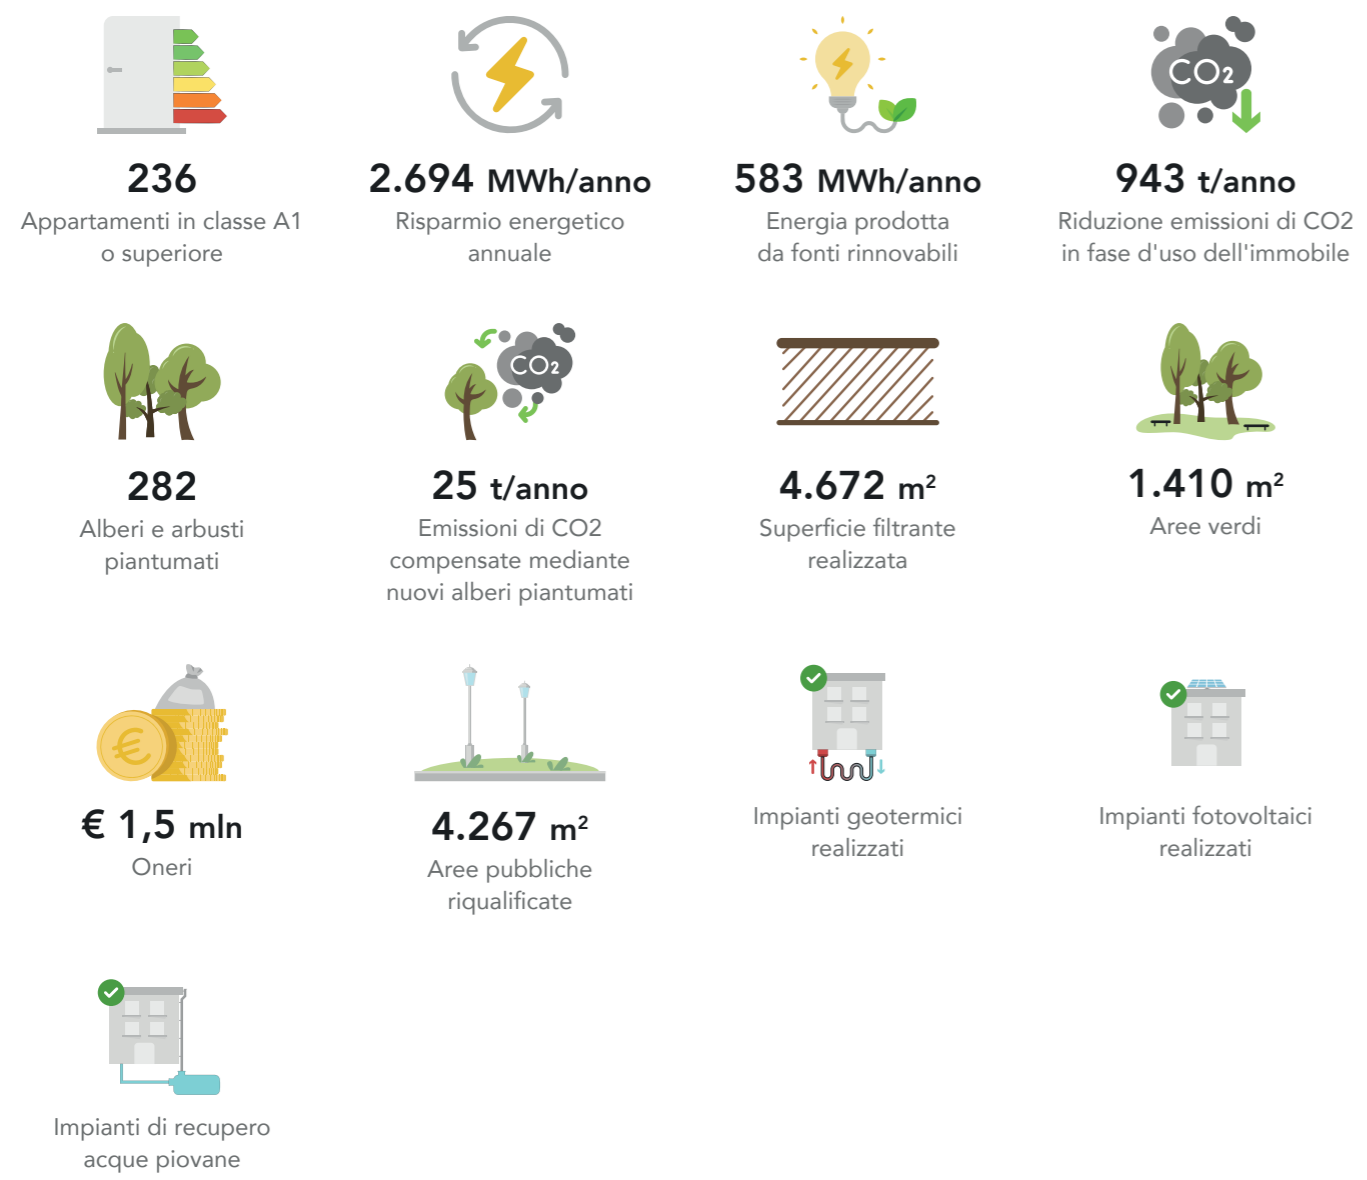 CO2
236
Appartamenti in classe A1
o superiore
2.694 MWh/anno
Risparmio energetico
annuale
583 MWh/anno
Energia prodotta
da fonti rinnovabili
943 t/anno
Riduzione emissioni di CO2
in fase d'uso dell'immobile
282
Alberi e arbusti
piantumati
CO2
25 t/anno
Emissioni di CO2
compensate mediante
nuovi alberi piantumati
4.672 m²
Superficie filtrante
realizzata
1.410 m²
Aree verdi
€
€ 1,5 mln
Oneri
4.267 m²
Aree pubbliche
riqualificate
Impianti geotermici
realizzati
Impianti fotovoltaici
realizzati
Impianti di recupero
acque piovane